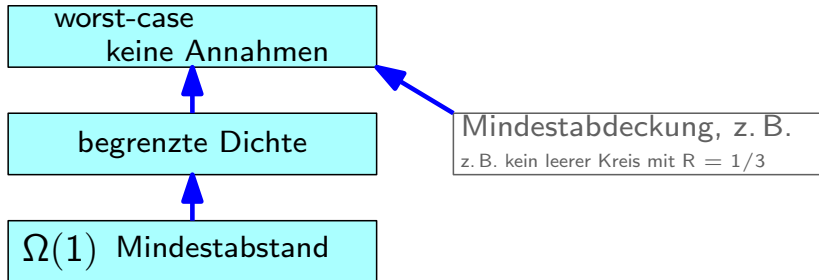 worst-case
keine Annahmen
begrenzte Dichte
Mindestabdeckung, z. B.
z. B. kein leerer Kreis mit R = 1/3
Ω(1) Mindestabstand